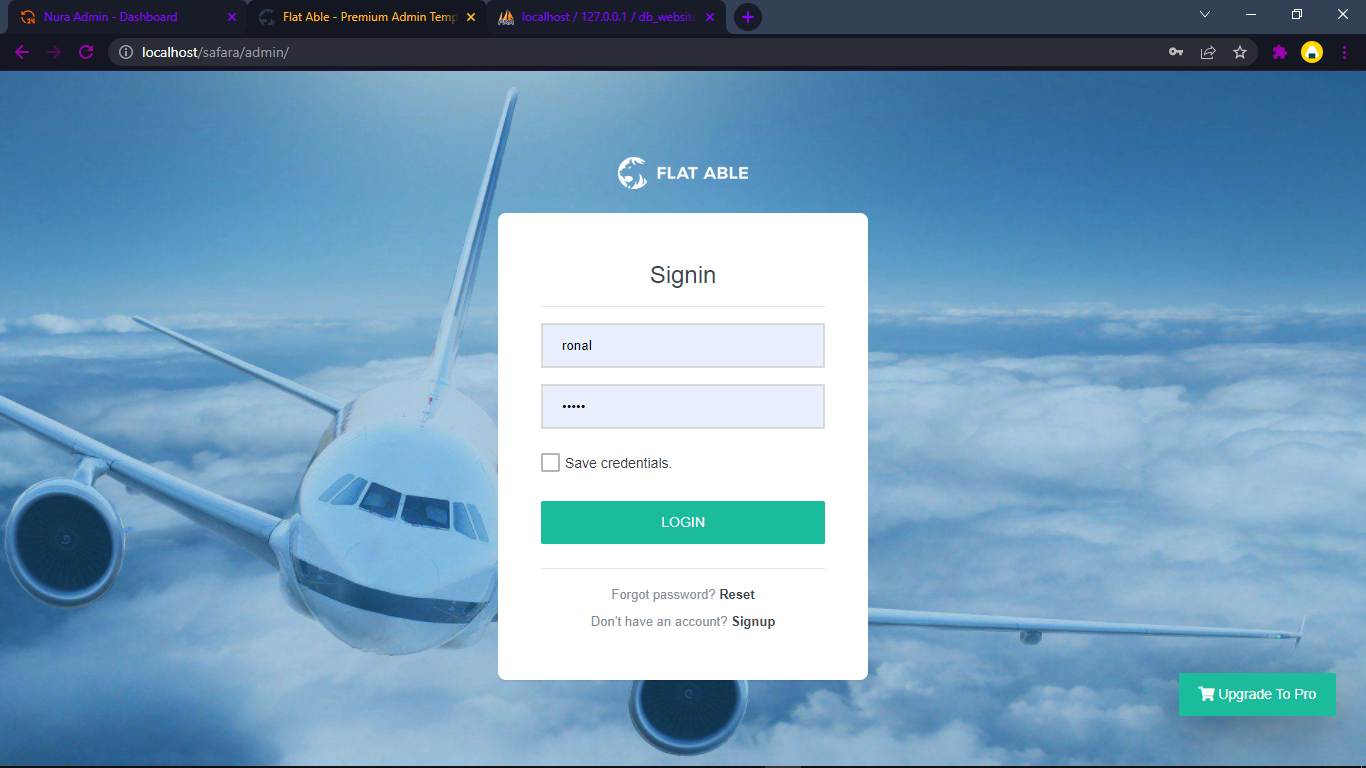 Nura Admin - Dashboard
Flat Able - Premium Admin Temp
localhost / 127.0.0.1 / db_website
localhost/safara/admin/
FLAT ABLE
Signin
ronal
•••••
Save credentials.
LOGIN
Forgot password? Reset
Don't have an account? Signup
Upgrade To Pro